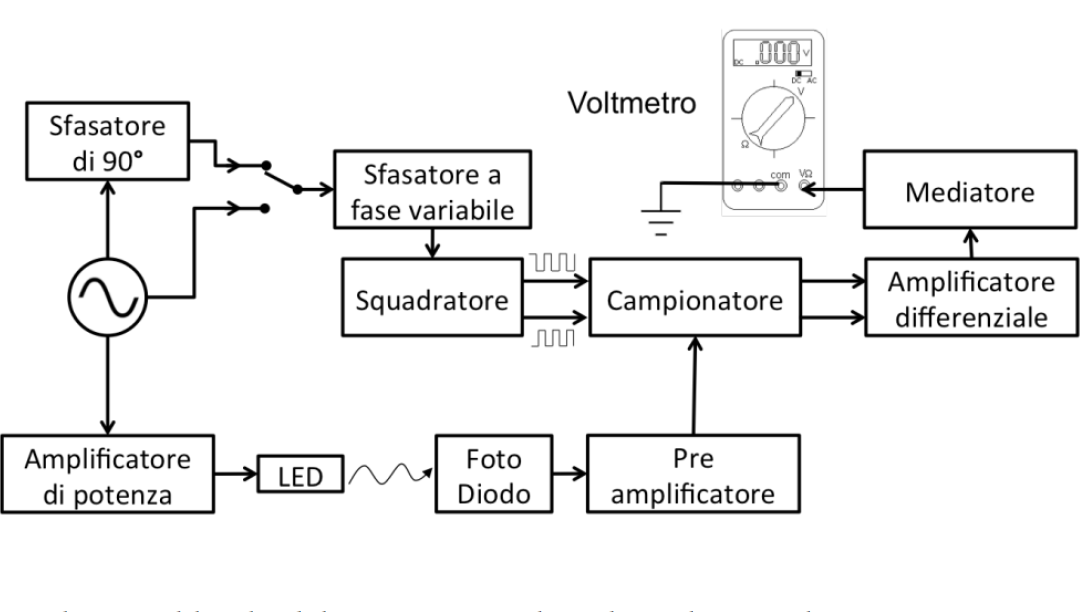 Voltmetro
DC .000 V
DC AC
V
Ω
com VΩ
Sfasatore
di 90°
Sfasatore a
fase variabile
Mediatore
Squadratore
Campionatore
Amplificatore
differenziale
Amplificatore
di potenza
LED
Foto
Diodo
Pre
amplificatore